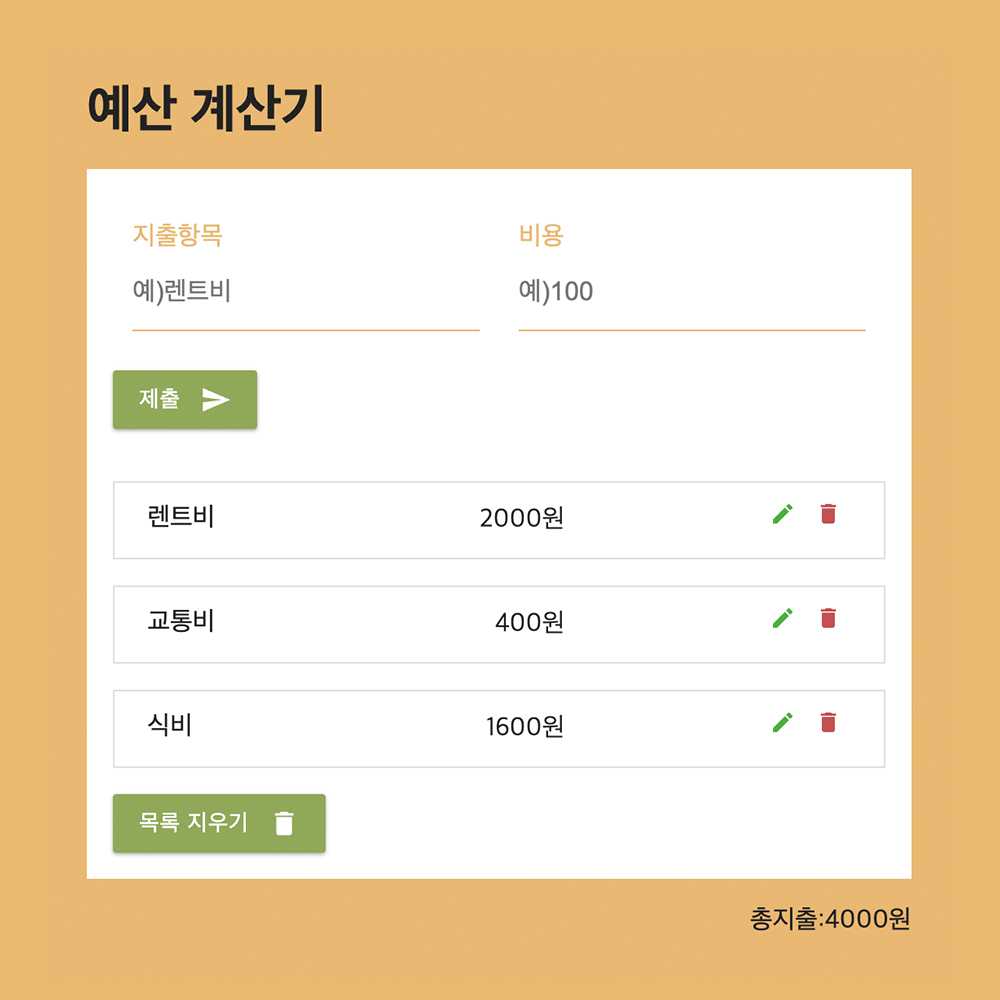 예산 계산기
지출항목 비용
예)렌트비 예)100
제출
렌트비 2000원
교통비 400원
식비 1600원
목록 지우기
총지출:4000원